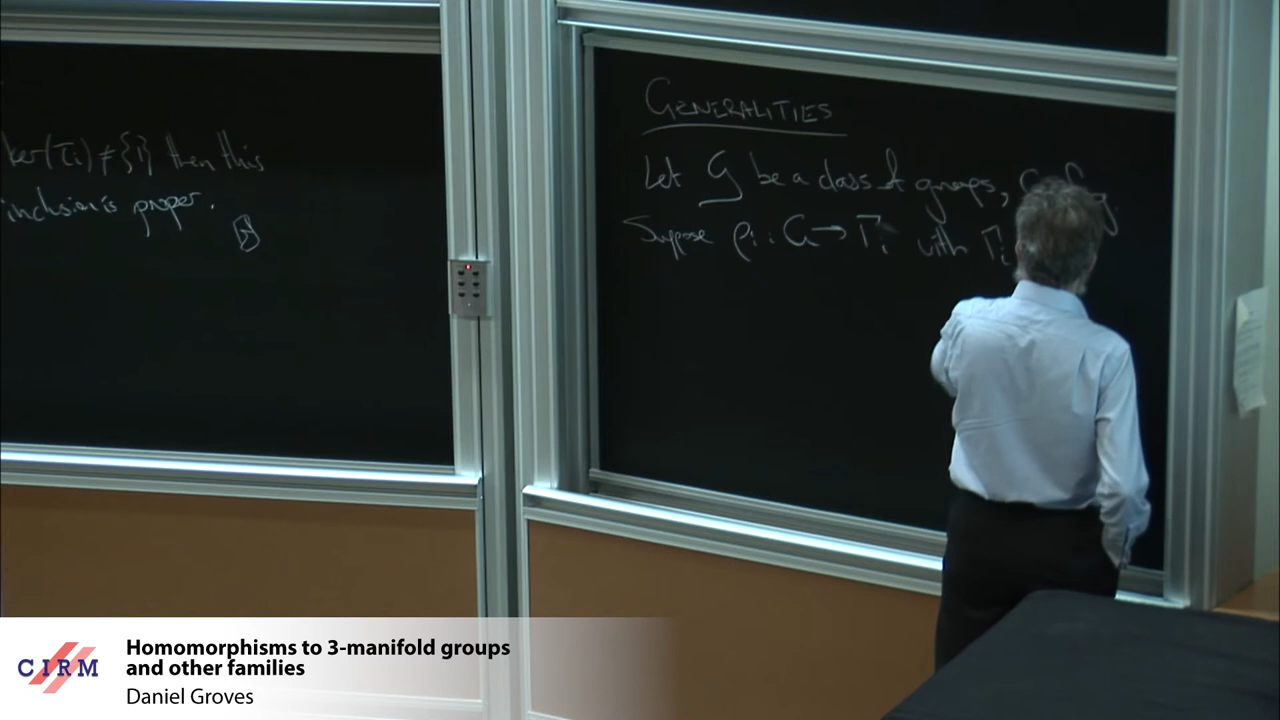 ker(τi) ≠ {1} then this
inclusion is proper.
GENERALITIES
Let G be a class of groups, G f.g.
Suppose ρi : G → Γi with Γi
CIRM
Homomorphisms to 3-manifold groups
and other families
Daniel Groves